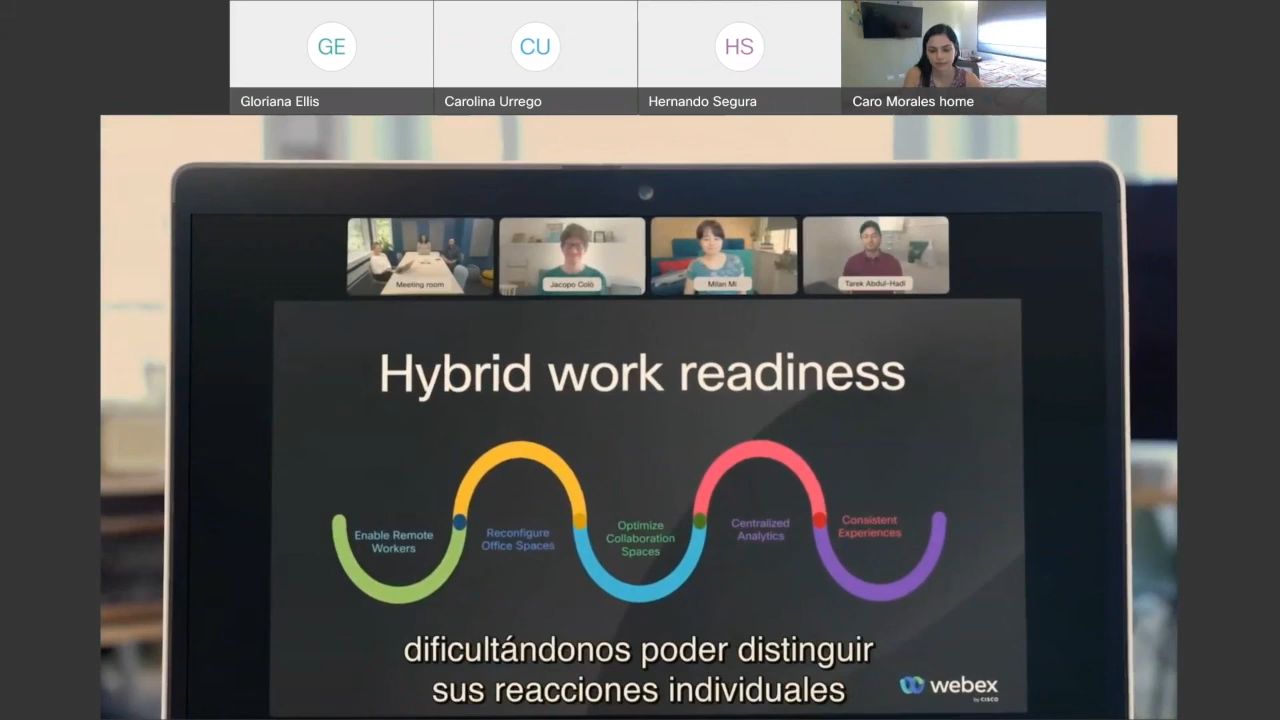 GE
CU
HS
Gloriana Ellis
Carolina Urrego
Hernando Segura
Caro Morales home
Meeting room
Jacopo Colò
Milan Mi
Tarek Abdul-Hadi
Hybrid work readiness
Enable Remote
Workers
Reconfigure
Office Spaces
Optimize
Collaboration
Spaces
Centralized
Analytics
Consistent
Experiences
dificultándonos poder distinguir
sus reacciones individuales
webex
by CISCO